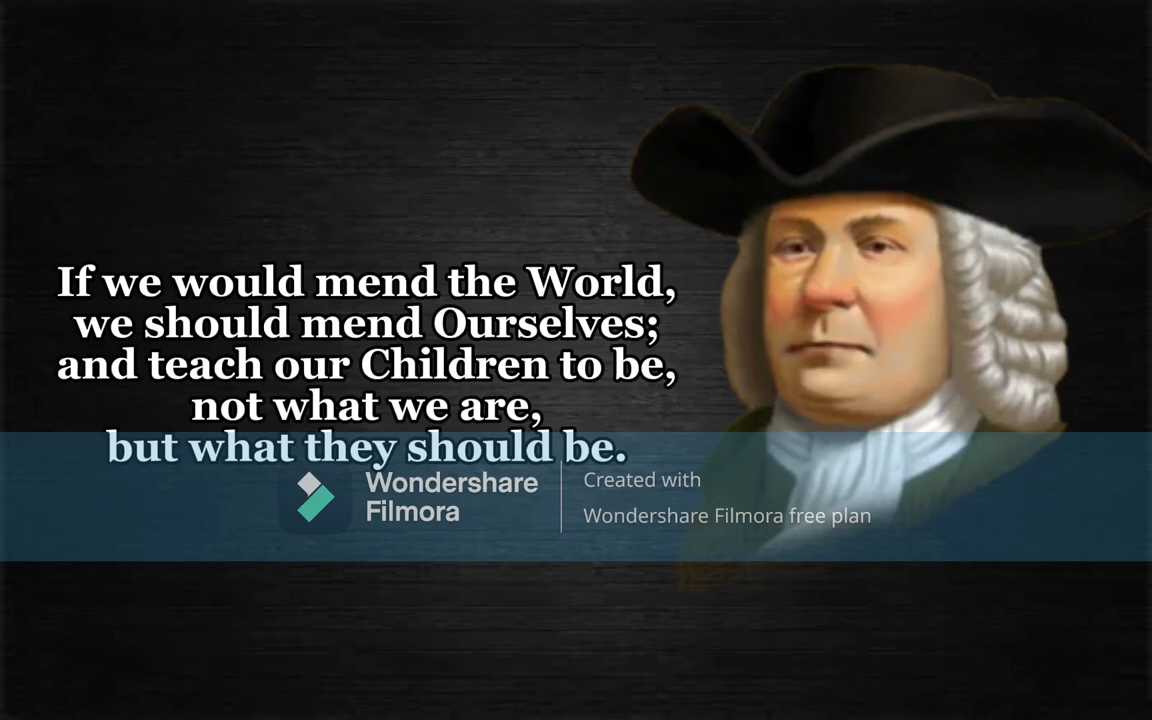 If we would mend the World,
we should mend Ourselves;
and teach our Children to be,
not what we are,
but what they should be.
Wondershare
Filmora
Created with
Wondershare Filmora free plan